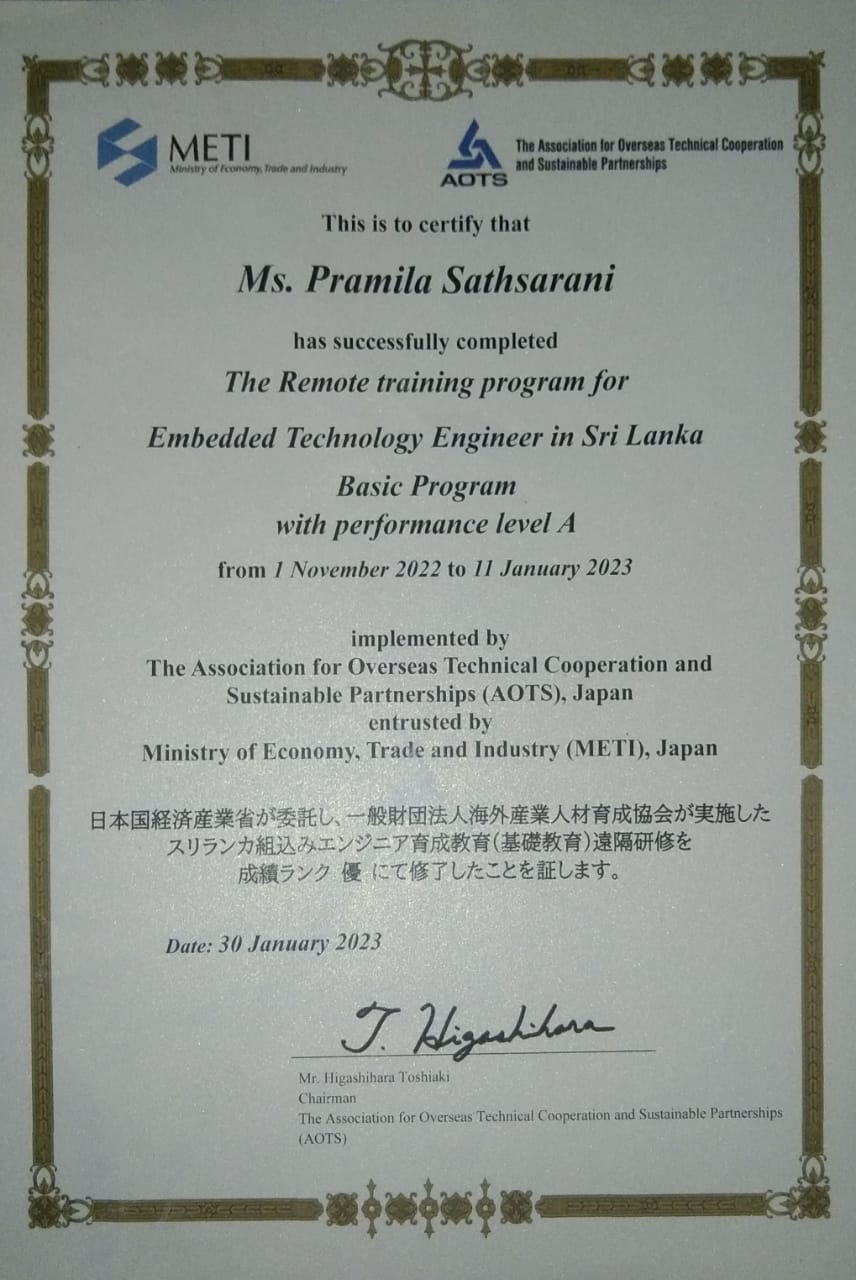 METI
Ministry of Economy, Trade and Industry
AOTS
The Association for Overseas Technical Cooperation
and Sustainable Partnerships
This is to certify that
Ms. Pramila Sathsarani
has successfully completed
The Remote training program for
Embedded Technology Engineer in Sri Lanka
Basic Program
with performance level A
from 1 November 2022 to 11 January 2023
implemented by
The Association for Overseas Technical Cooperation and
Sustainable Partnerships (AOTS), Japan
entrusted by
Ministry of Economy, Trade and Industry (METI), Japan
日本国経済産業省が委託し、一般財団法人海外産業人材育成協会が実施した
スリランカ組込みエンジニア育成教育(基礎教育)遠隔研修を
成績ランク 優 にて修了したことを証します。
Date: 30 January 2023
T. Higashihara
Mr. Higashihara Toshiaki
Chairman
The Association for Overseas Technical Cooperation and Sustainable Partnerships
(AOTS)